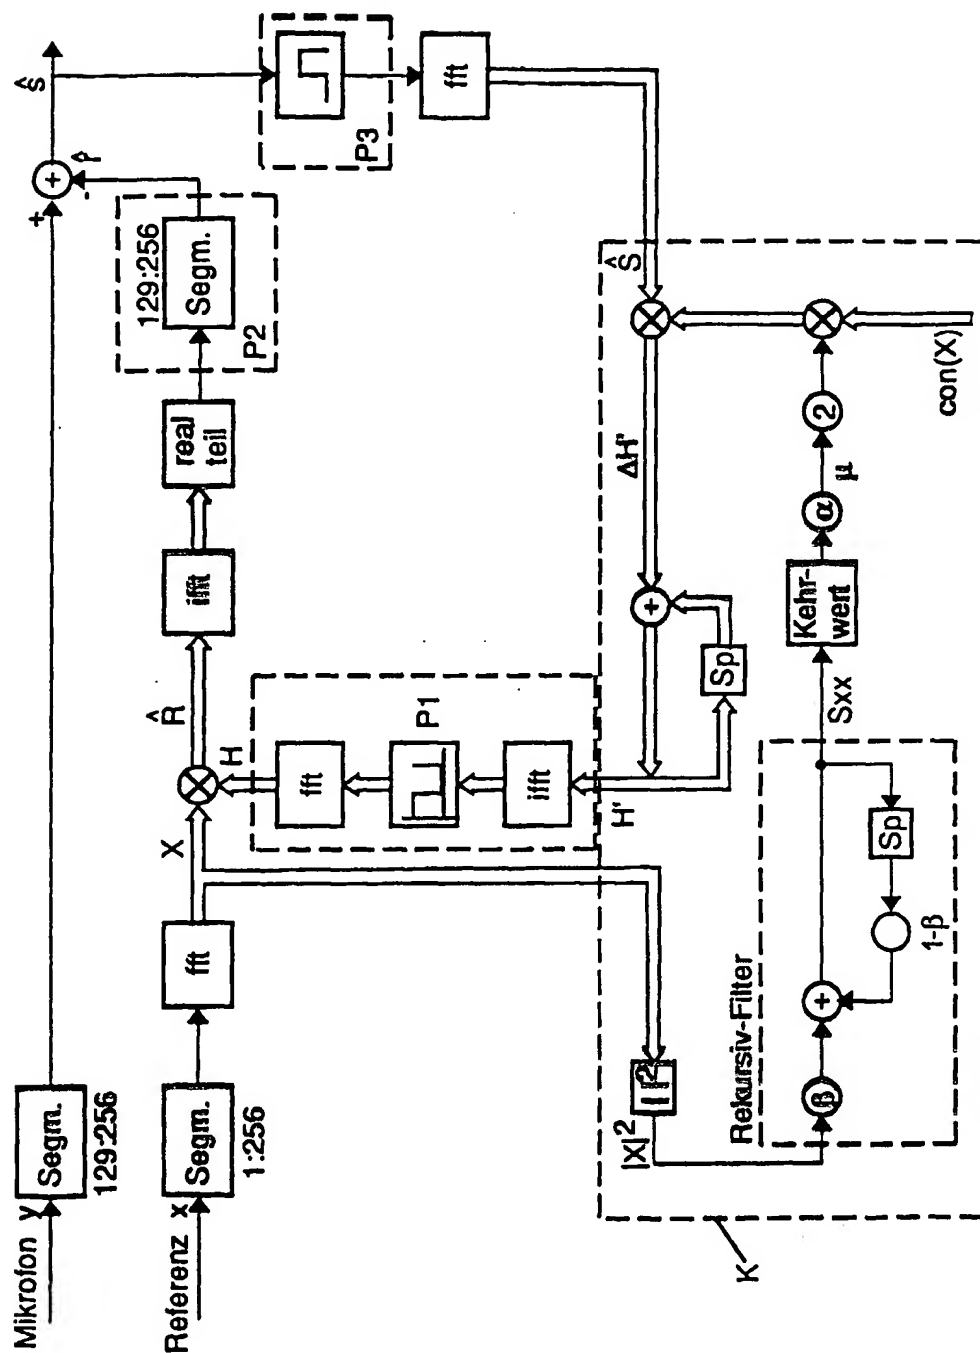 Mikrofon y
Segm.
129:256
+
+
-
r̂
ŝ
Referenz x
Segm.
1:256
fft
X
R̂
ifft
real
teil
129:256
Segm.
P2
P3
fft
H
fft
P1
ifft
H'
K
Ŝ
ΔH'
+
Sp
|X|²
| |²
Rekursiv-Filter
β
+
Sp
1-β
Sxx
Kehr-
wert
α
μ
2
con(X)